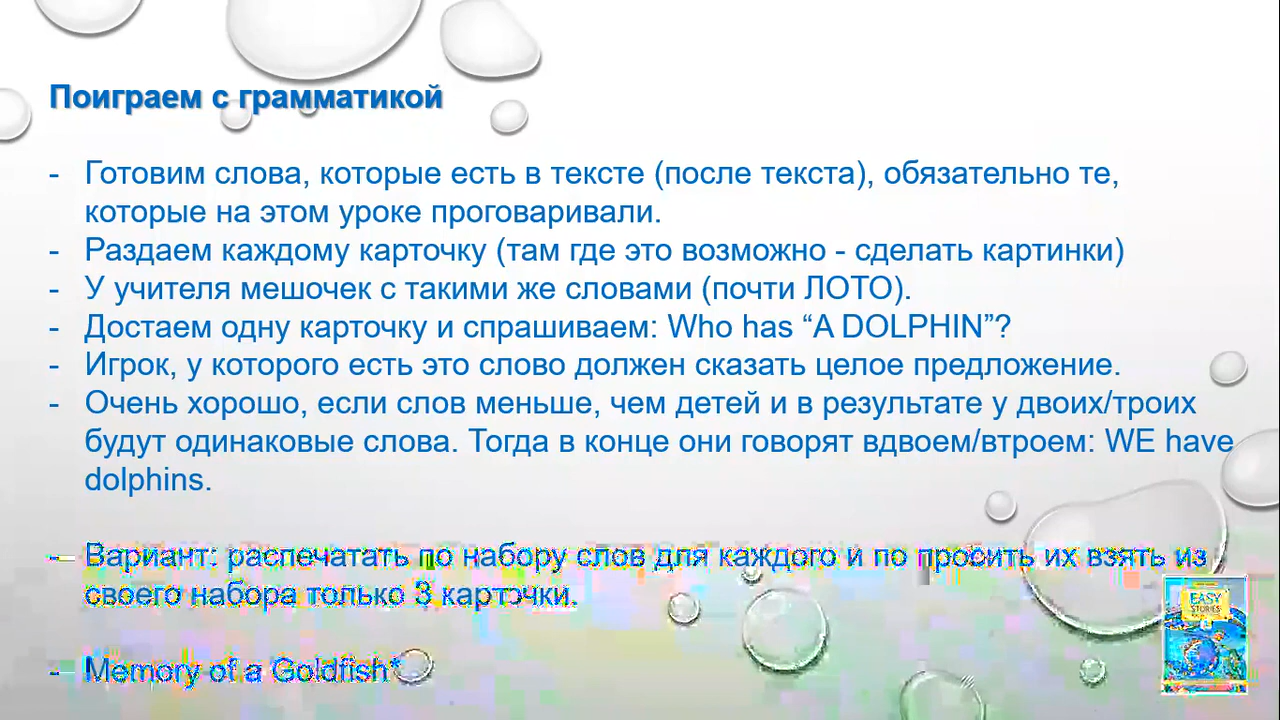 Поиграем с грамматикой
- Готовим слова, которые есть в тексте (после текста), обязательно те,
которые на этом уроке проговаривали.
- Раздаем каждому карточку (там где это возможно - сделать картинки)
- У учителя мешочек с такими же словами (почти ЛОТО).
- Достаем одну карточку и спрашиваем: Who has “A DOLPHIN”?
- Игрок, у которого есть это слово должен сказать целое предложение.
- Очень хорошо, если слов меньше, чем детей и в результате у двоих/троих
будут одинаковые слова. Тогда в конце они говорят вдвоем/втроем: WE have
dolphins.
- Вариант: распечатать по набору слов для каждого и по просить их взять из
своего набора только 3 карточки.
- Memory of a Goldfish*
EASY
STORIES